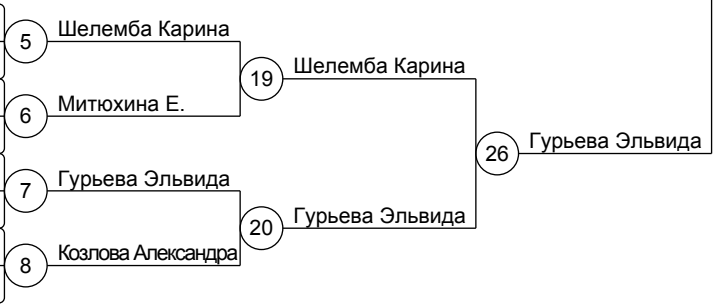 5 Шелемба Карина
19 Шелемба Карина
6 Митюхина Е.
26 Гурьева Эльвида
7 Гурьева Эльвида
20 Гурьева Эльвида
8 Козлова Александра